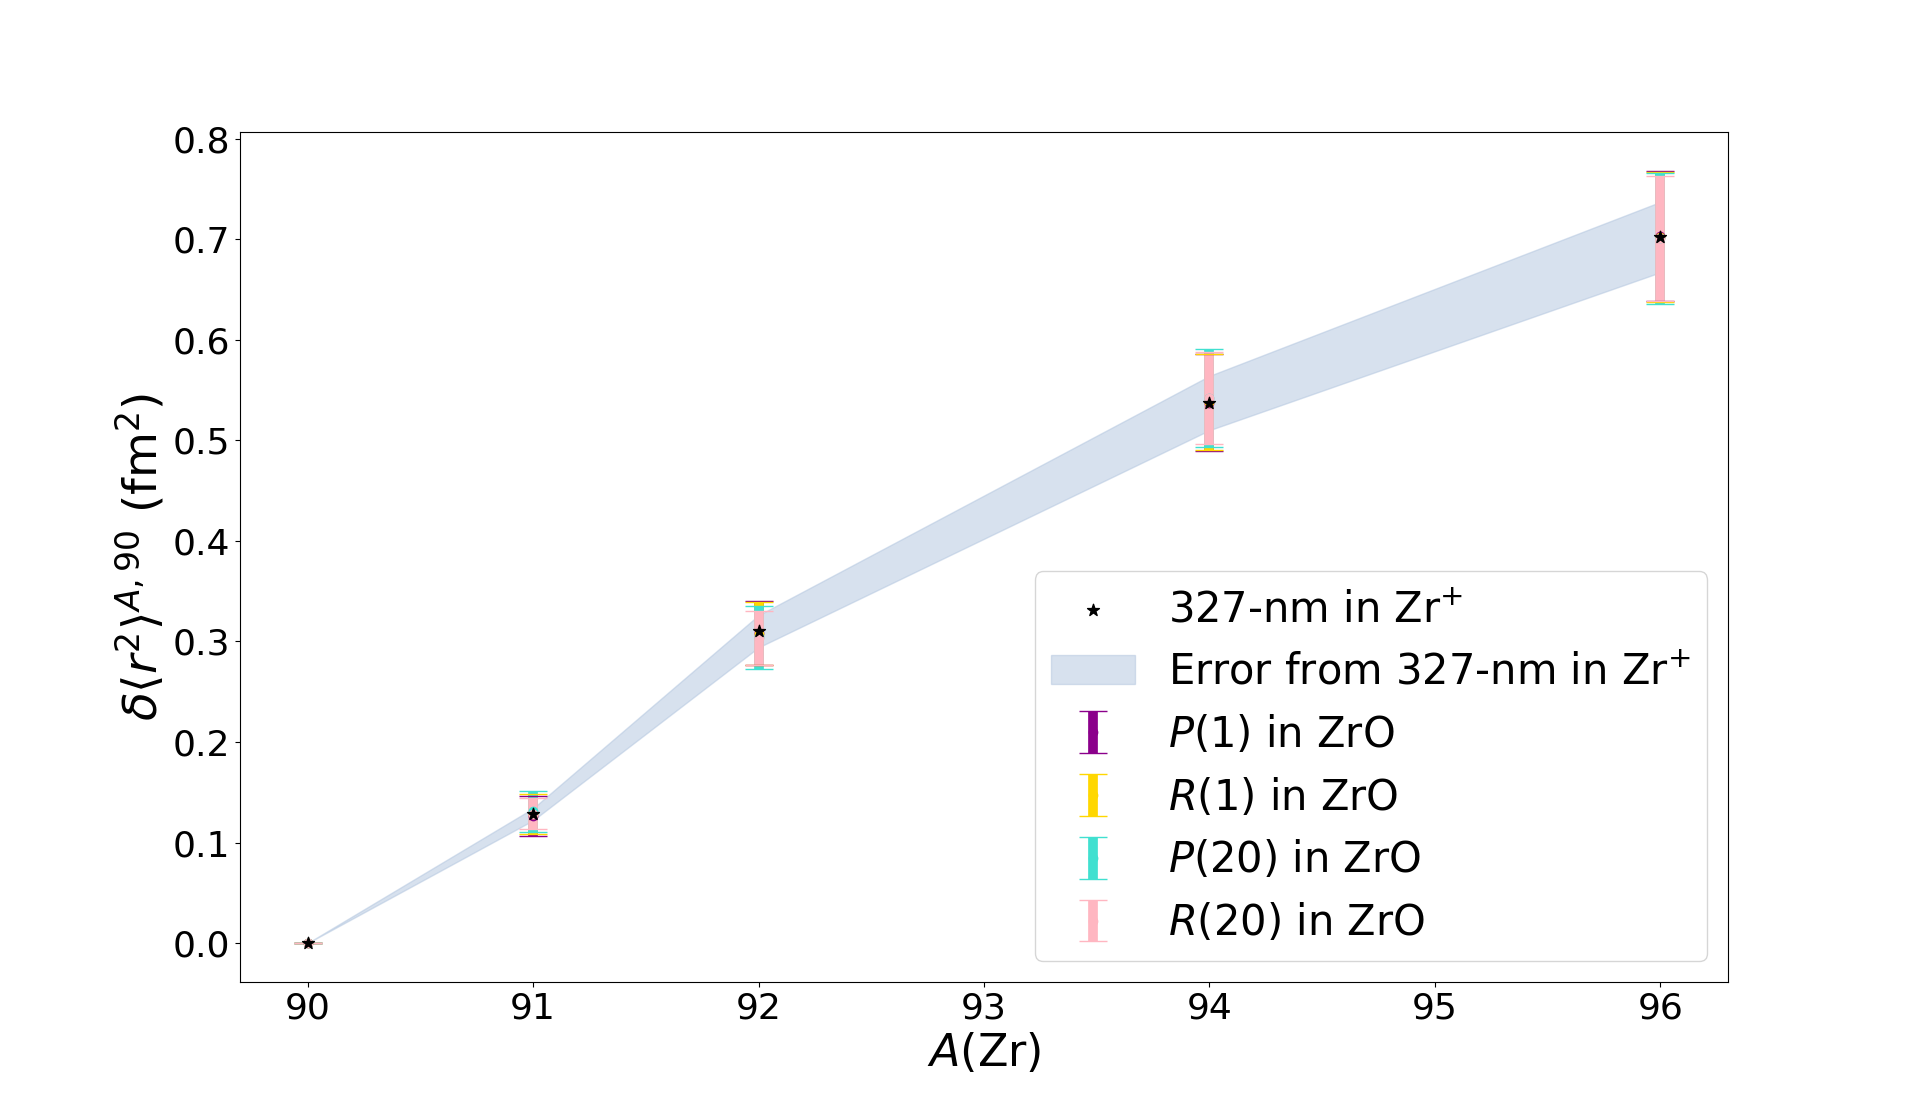 0.8
0.7
0.6
0.5
0.4
0.3
0.2
0.1
0.0
δ⟨r²⟩ᴬ,⁹⁰ (fm²)
90 91 92 93 94 95 96
A(Zr)
327-nm in Zr⁺
Error from 327-nm in Zr⁺
P(1) in ZrO
R(1) in ZrO
P(20) in ZrO
R(20) in ZrO